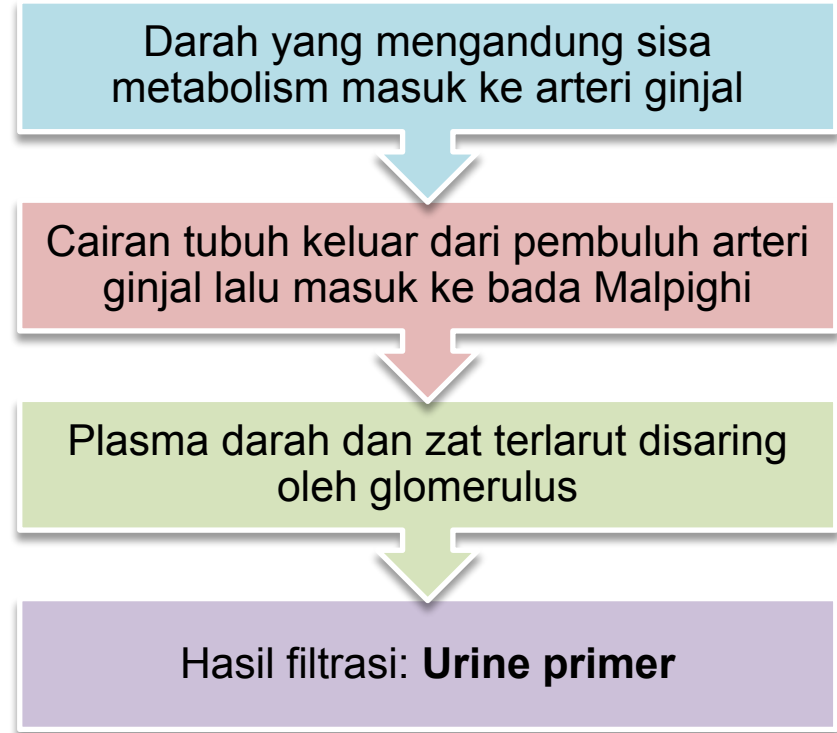 Darah yang mengandung sisa
metabolism masuk ke arteri ginjal
Cairan tubuh keluar dari pembuluh arteri
ginjal lalu masuk ke bada Malpighi
Plasma darah dan zat terlarut disaring
oleh glomerulus
Hasil filtrasi: Urine primer